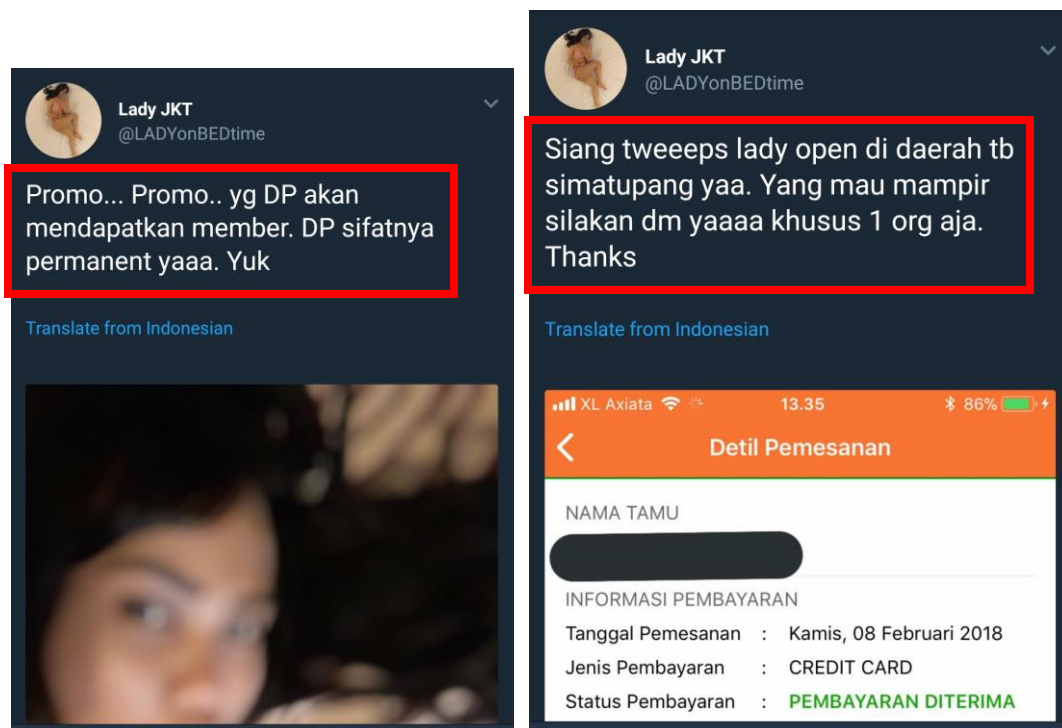 Lady JKT
@LADYonBEDtime
Promo... Promo.. yg DP akan
mendapatkan member. DP sifatnya
permanent yaaa. Yuk
Translate from Indonesian
Lady JKT
@LADYonBEDtime
Siang tweeeps lady open di daerah tb
simatupang yaa. Yang mau mampir
silakan dm yaaaa khusus 1 org aja.
Thanks
Translate from Indonesian
XL Axiata 13.35 86%
Detil Pemesanan
NAMA TAMU
INFORMASI PEMBAYARAN
Tanggal Pemesanan : Kamis, 08 Februari 2018
Jenis Pembayaran : CREDIT CARD
Status Pembayaran : PEMBAYARAN DITERIMA